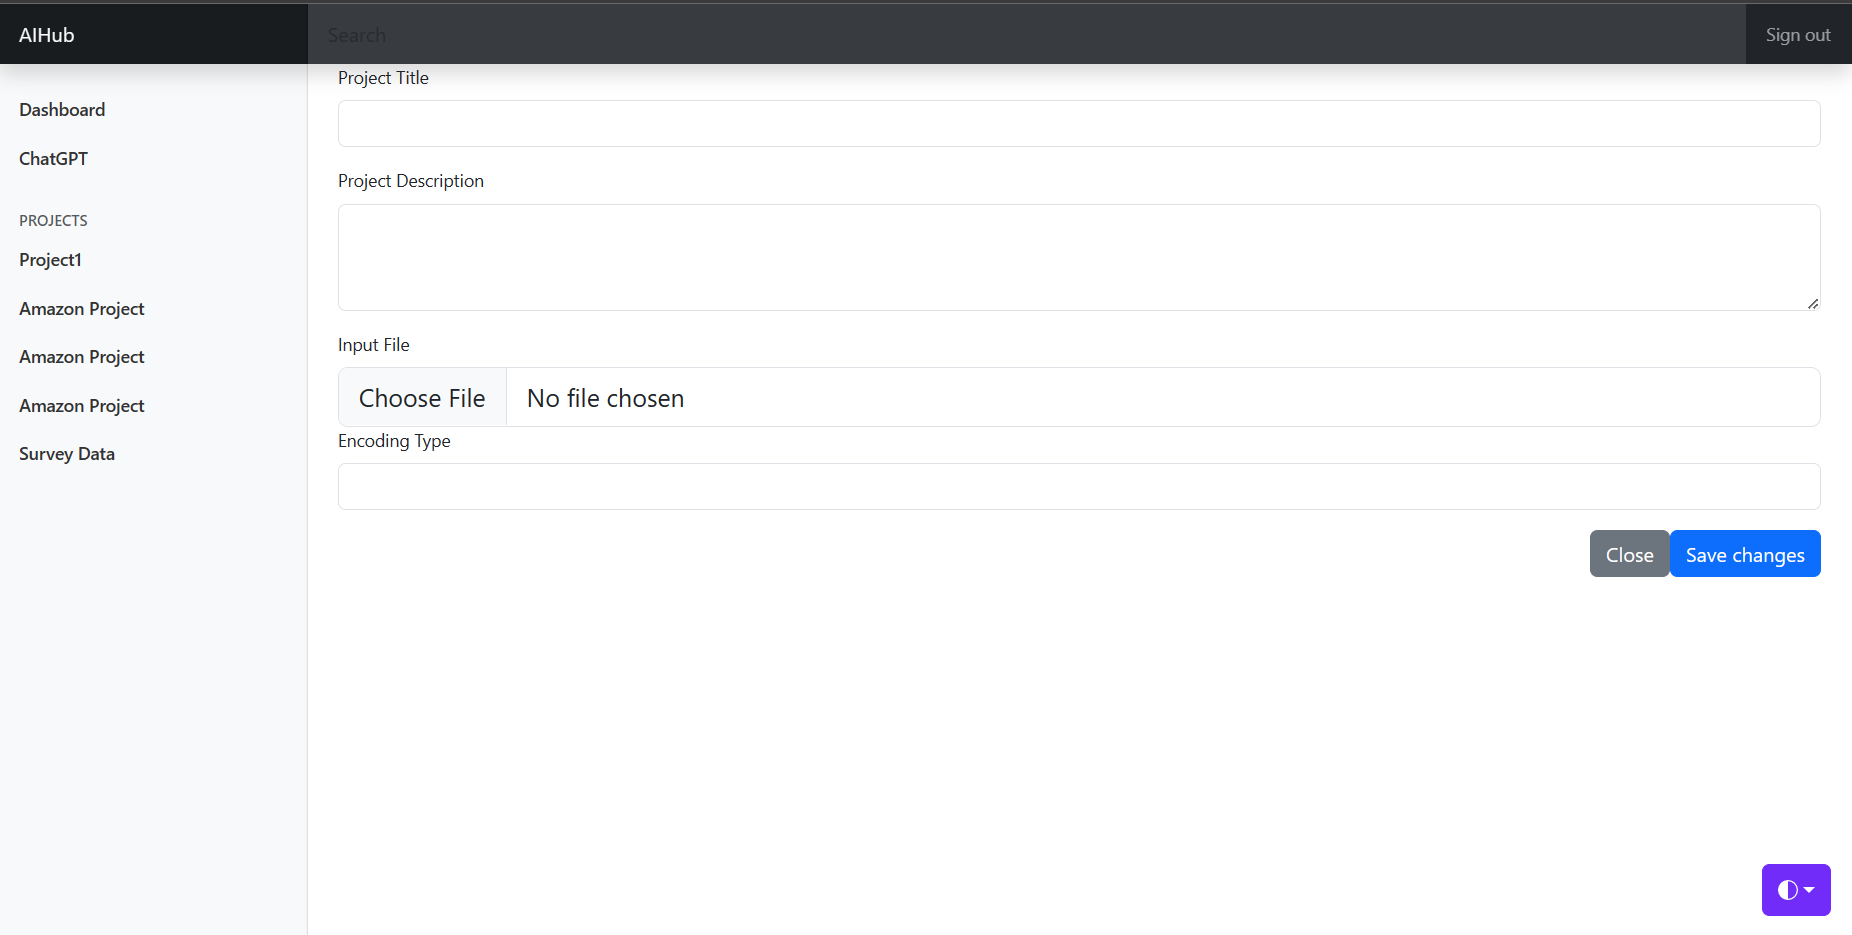 AIHub
Search
Sign out
Dashboard
ChatGPT
PROJECTS
Project1
Amazon Project
Amazon Project
Amazon Project
Survey Data
Project Title
Project Description
Input File
Choose File No file chosen
Encoding Type
Close Save changes